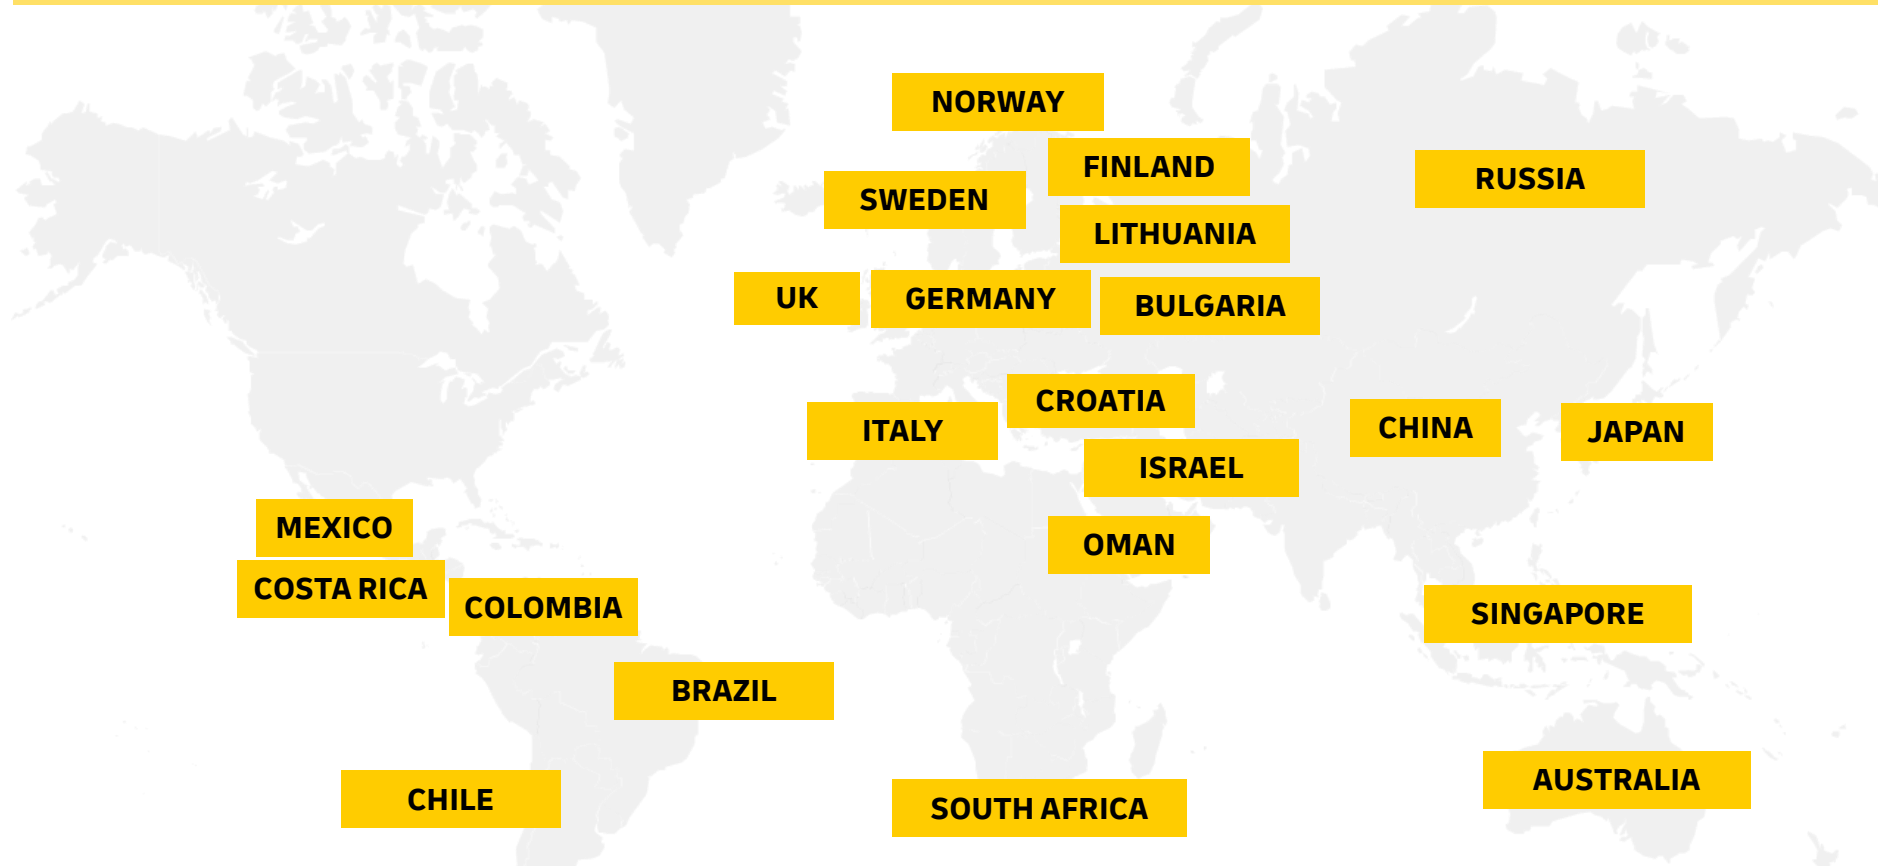 NORWAY
FINLAND
RUSSIA
SWEDEN
LITHUANIA
UK
GERMANY
BULGARIA
CROATIA
ITALY
CHINA
JAPAN
ISRAEL
MEXICO
OMAN
COSTA RICA
COLOMBIA
SINGAPORE
BRAZIL
AUSTRALIA
CHILE
SOUTH AFRICA